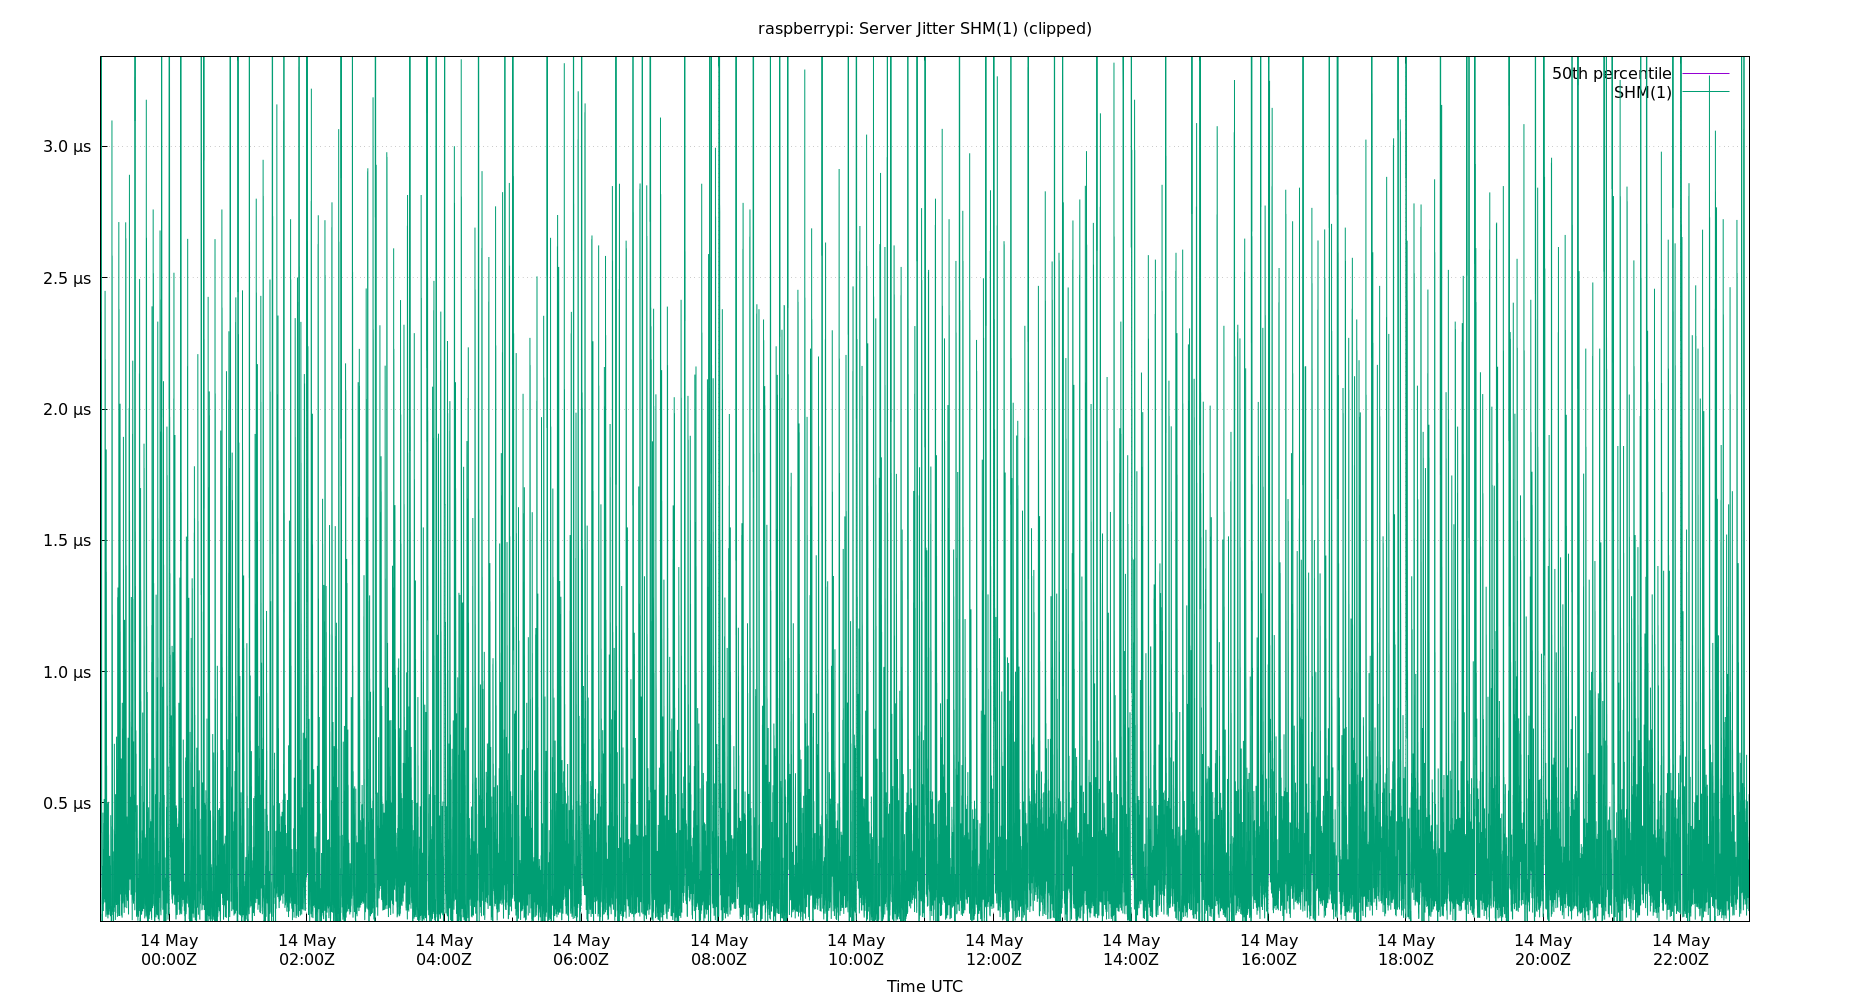 raspberrypi: Server Jitter SHM(1) (clipped)
50th percentile
SHM(1)
3.0 µs
2.5 µs
2.0 µs
1.5 µs
1.0 µs
0.5 µs
14 May 14 May 14 May 14 May 14 May 14 May 14 May 14 May 14 May 14 May 14 May 14 May
00:00Z 02:00Z 04:00Z 06:00Z 08:00Z 10:00Z 12:00Z 14:00Z 16:00Z 18:00Z 20:00Z 22:00Z
Time UTC